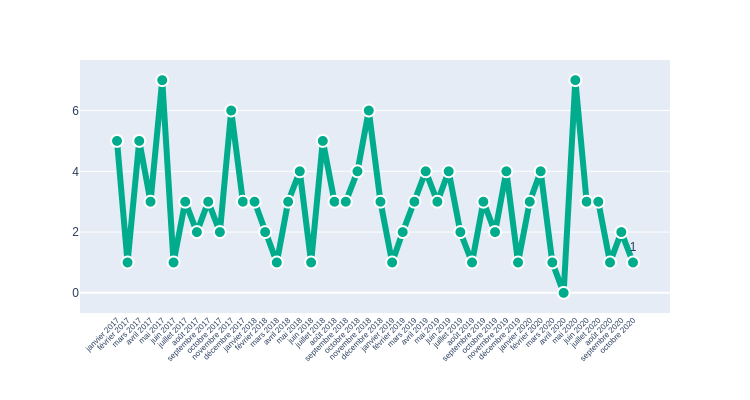 6
4
2
0
1
janvier 2017
février 2017
mars 2017
avril 2017
mai 2017
juin 2017
juillet 2017
août 2017
septembre 2017
octobre 2017
novembre 2017
décembre 2017
janvier 2018
février 2018
mars 2018
avril 2018
mai 2018
juin 2018
juillet 2018
août 2018
septembre 2018
octobre 2018
novembre 2018
décembre 2018
janvier 2019
février 2019
mars 2019
avril 2019
mai 2019
juin 2019
juillet 2019
août 2019
septembre 2019
octobre 2019
novembre 2019
décembre 2019
janvier 2020
février 2020
mars 2020
avril 2020
mai 2020
juin 2020
juillet 2020
août 2020
septembre 2020
octobre 2020